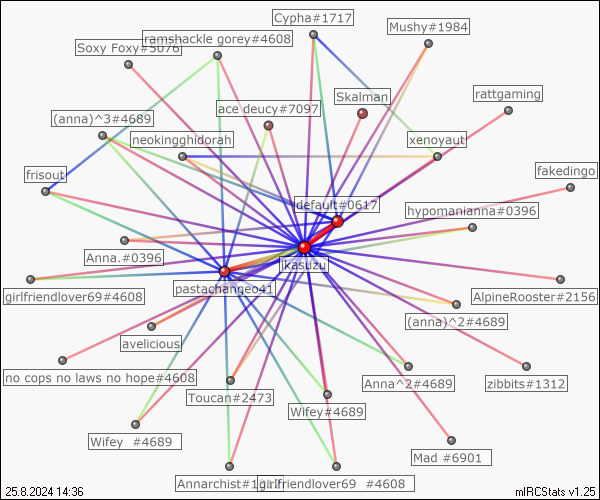 Cypha#1717
Mushy#1984
ramshackle gorey#4608
Soxy Foxy#5076
rattgaming
Skalman
ace deucy#7097
(anna)^3#4689
neokingghidorah
xenoyaut
frisout
fakedingo
default#0617
hypomanianna#0396
Anna.#0396
jkasuzu
pastachangeo41
girlfriendlover69#4608
AlpineRooster#2156
(anna)^2#4689
avelicious
no cops no laws no hope#4608
Anna^2#4689
zibbits#1312
Toucan#2473
Wifey#4689
Wifey #4689
Mad #6901
Annarchist#1
girlfriendlover69 #4608
25.8.2024 14:36
mIRCStats v1.25